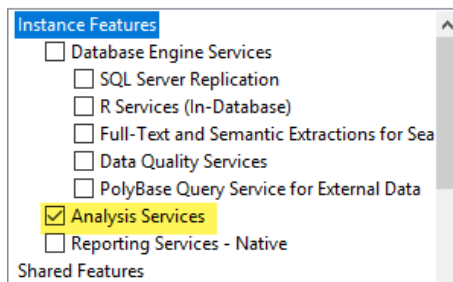 Instance Features
Database Engine Services
SQL Server Replication
R Services (In-Database)
Full-Text and Semantic Extractions for Sea
Data Quality Services
PolyBase Query Service for External Data
Analysis Services
Reporting Services - Native
Shared Features